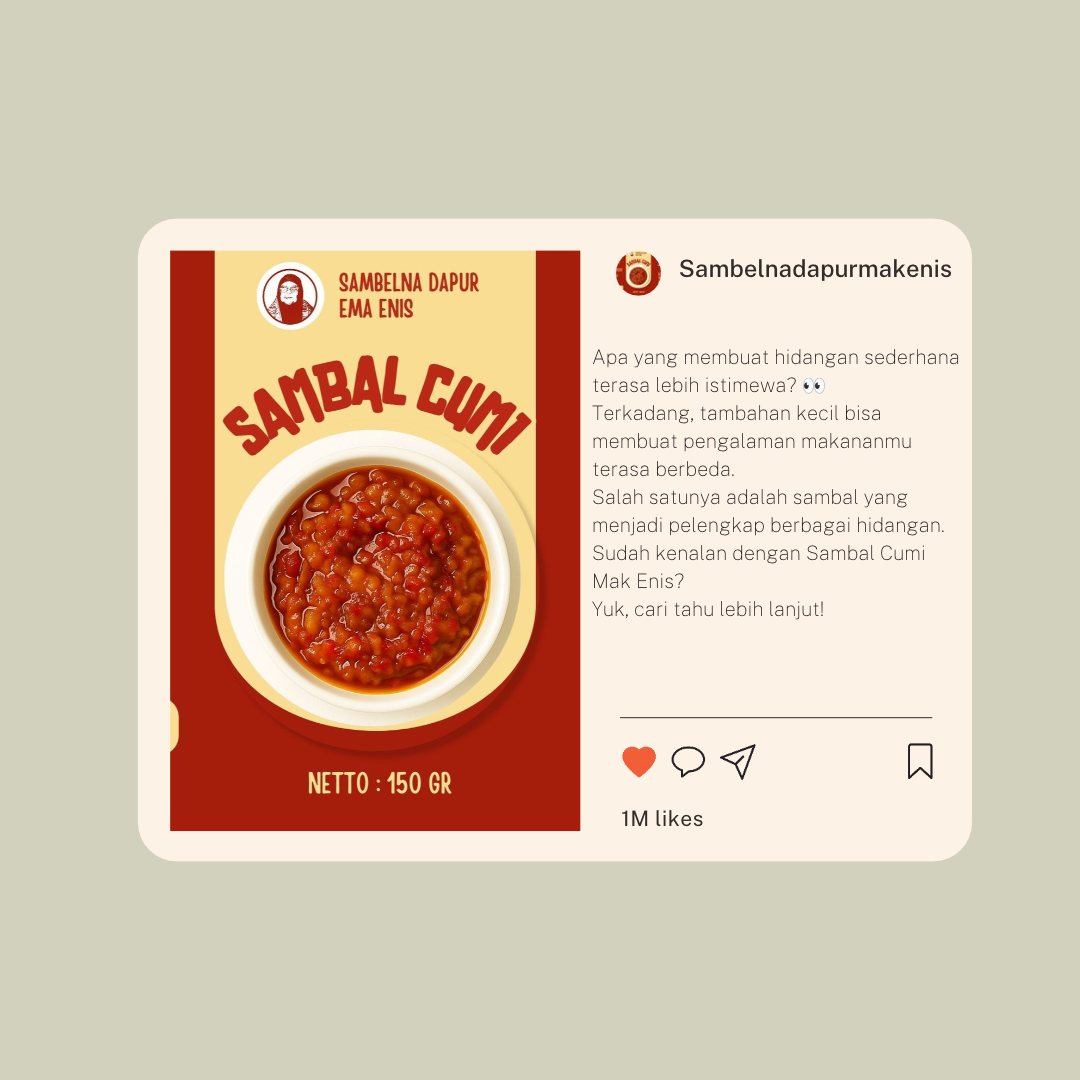 SAMBELNA DAPUR
EMA ENIS
SAMBAL CUMI
NETTO : 150 GR
Sambelnadapurmakenis
Apa yang membuat hidangan sederhana
terasa lebih istimewa? 👀
Terkadang, tambahan kecil bisa
membuat pengalaman makananmu
terasa berbeda.
Salah satunya adalah sambal yang
menjadi pelengkap berbagai hidangan.
Sudah kenalan dengan Sambal Cumi
Mak Enis?
Yuk, cari tahu lebih lanjut!
1M likes